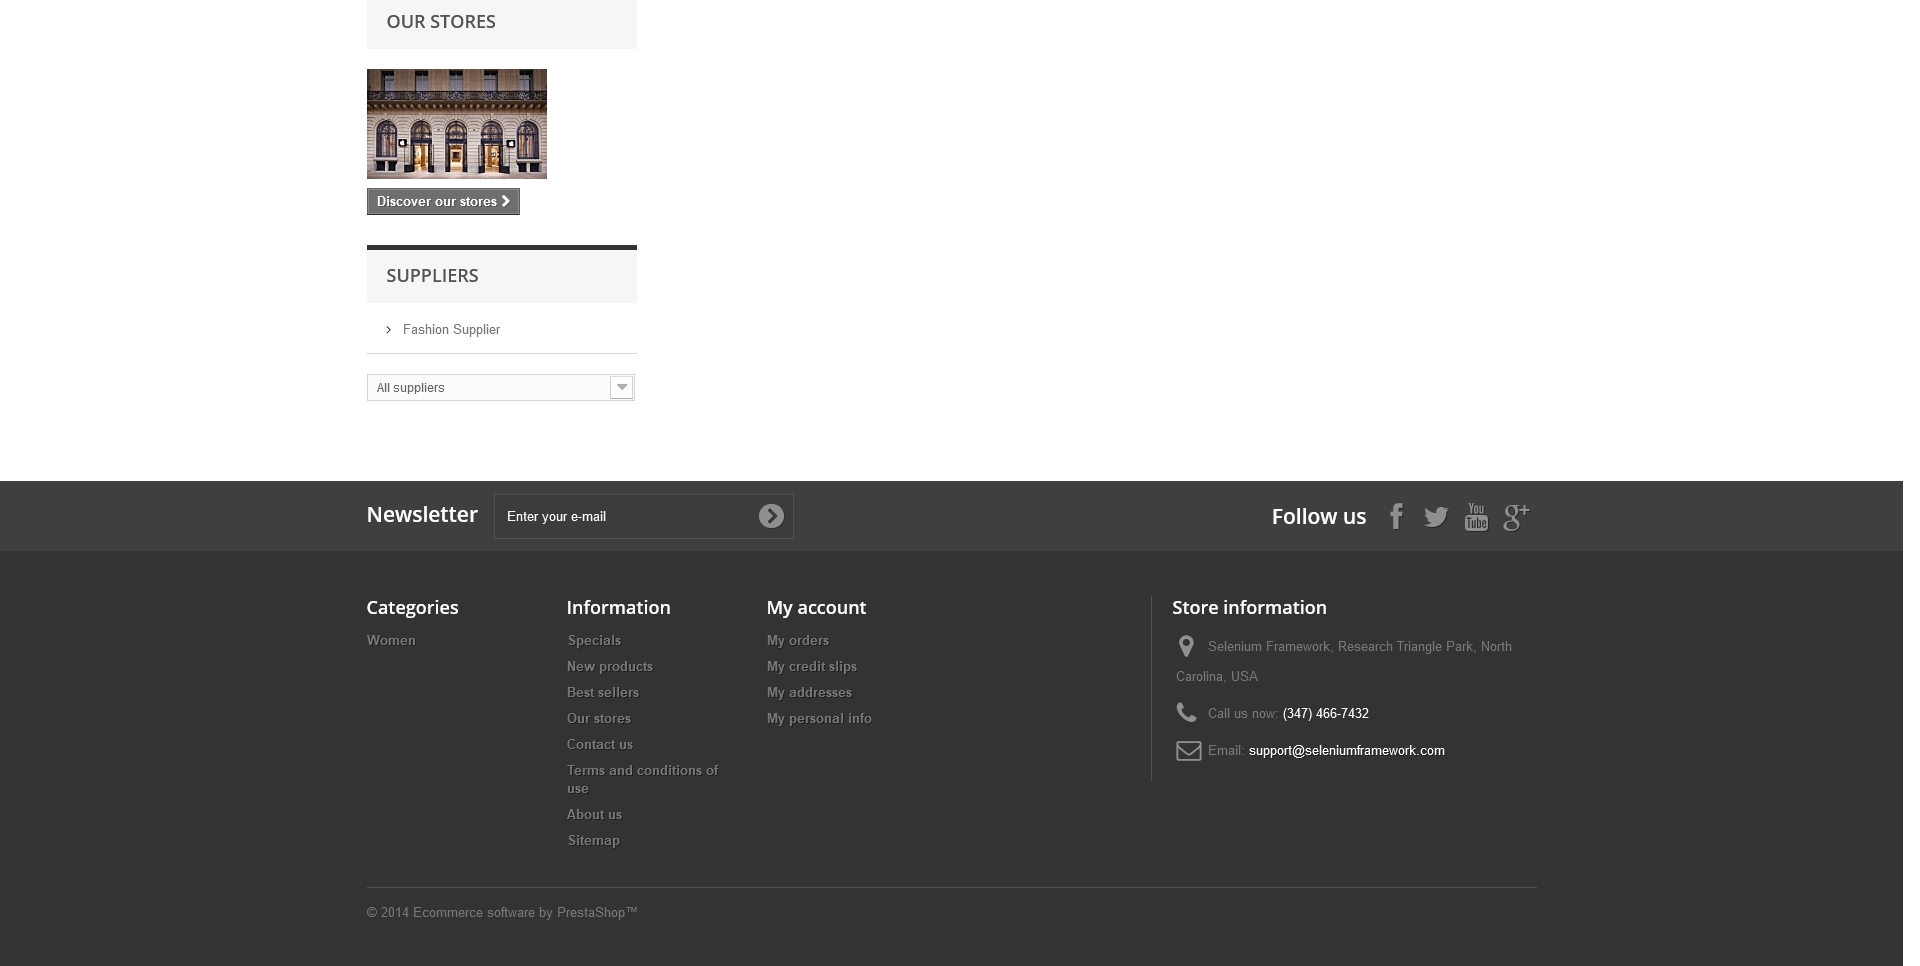 OUR STORES
Discover our stores
SUPPLIERS
Fashion Supplier
All suppliers
Newsletter
Enter your e-mail
Follow us
You
Tube
Categories
Women
Information
Specials
New products
Best sellers
Our stores
Contact us
Terms and conditions of
use
About us
Sitemap
My account
My orders
My credit slips
My addresses
My personal info
Store information
Selenium Framework, Research Triangle Park, North
Carolina, USA
Call us now: (347) 466-7432
Email: support@seleniumframework.com
© 2014 Ecommerce software by PrestaShop™